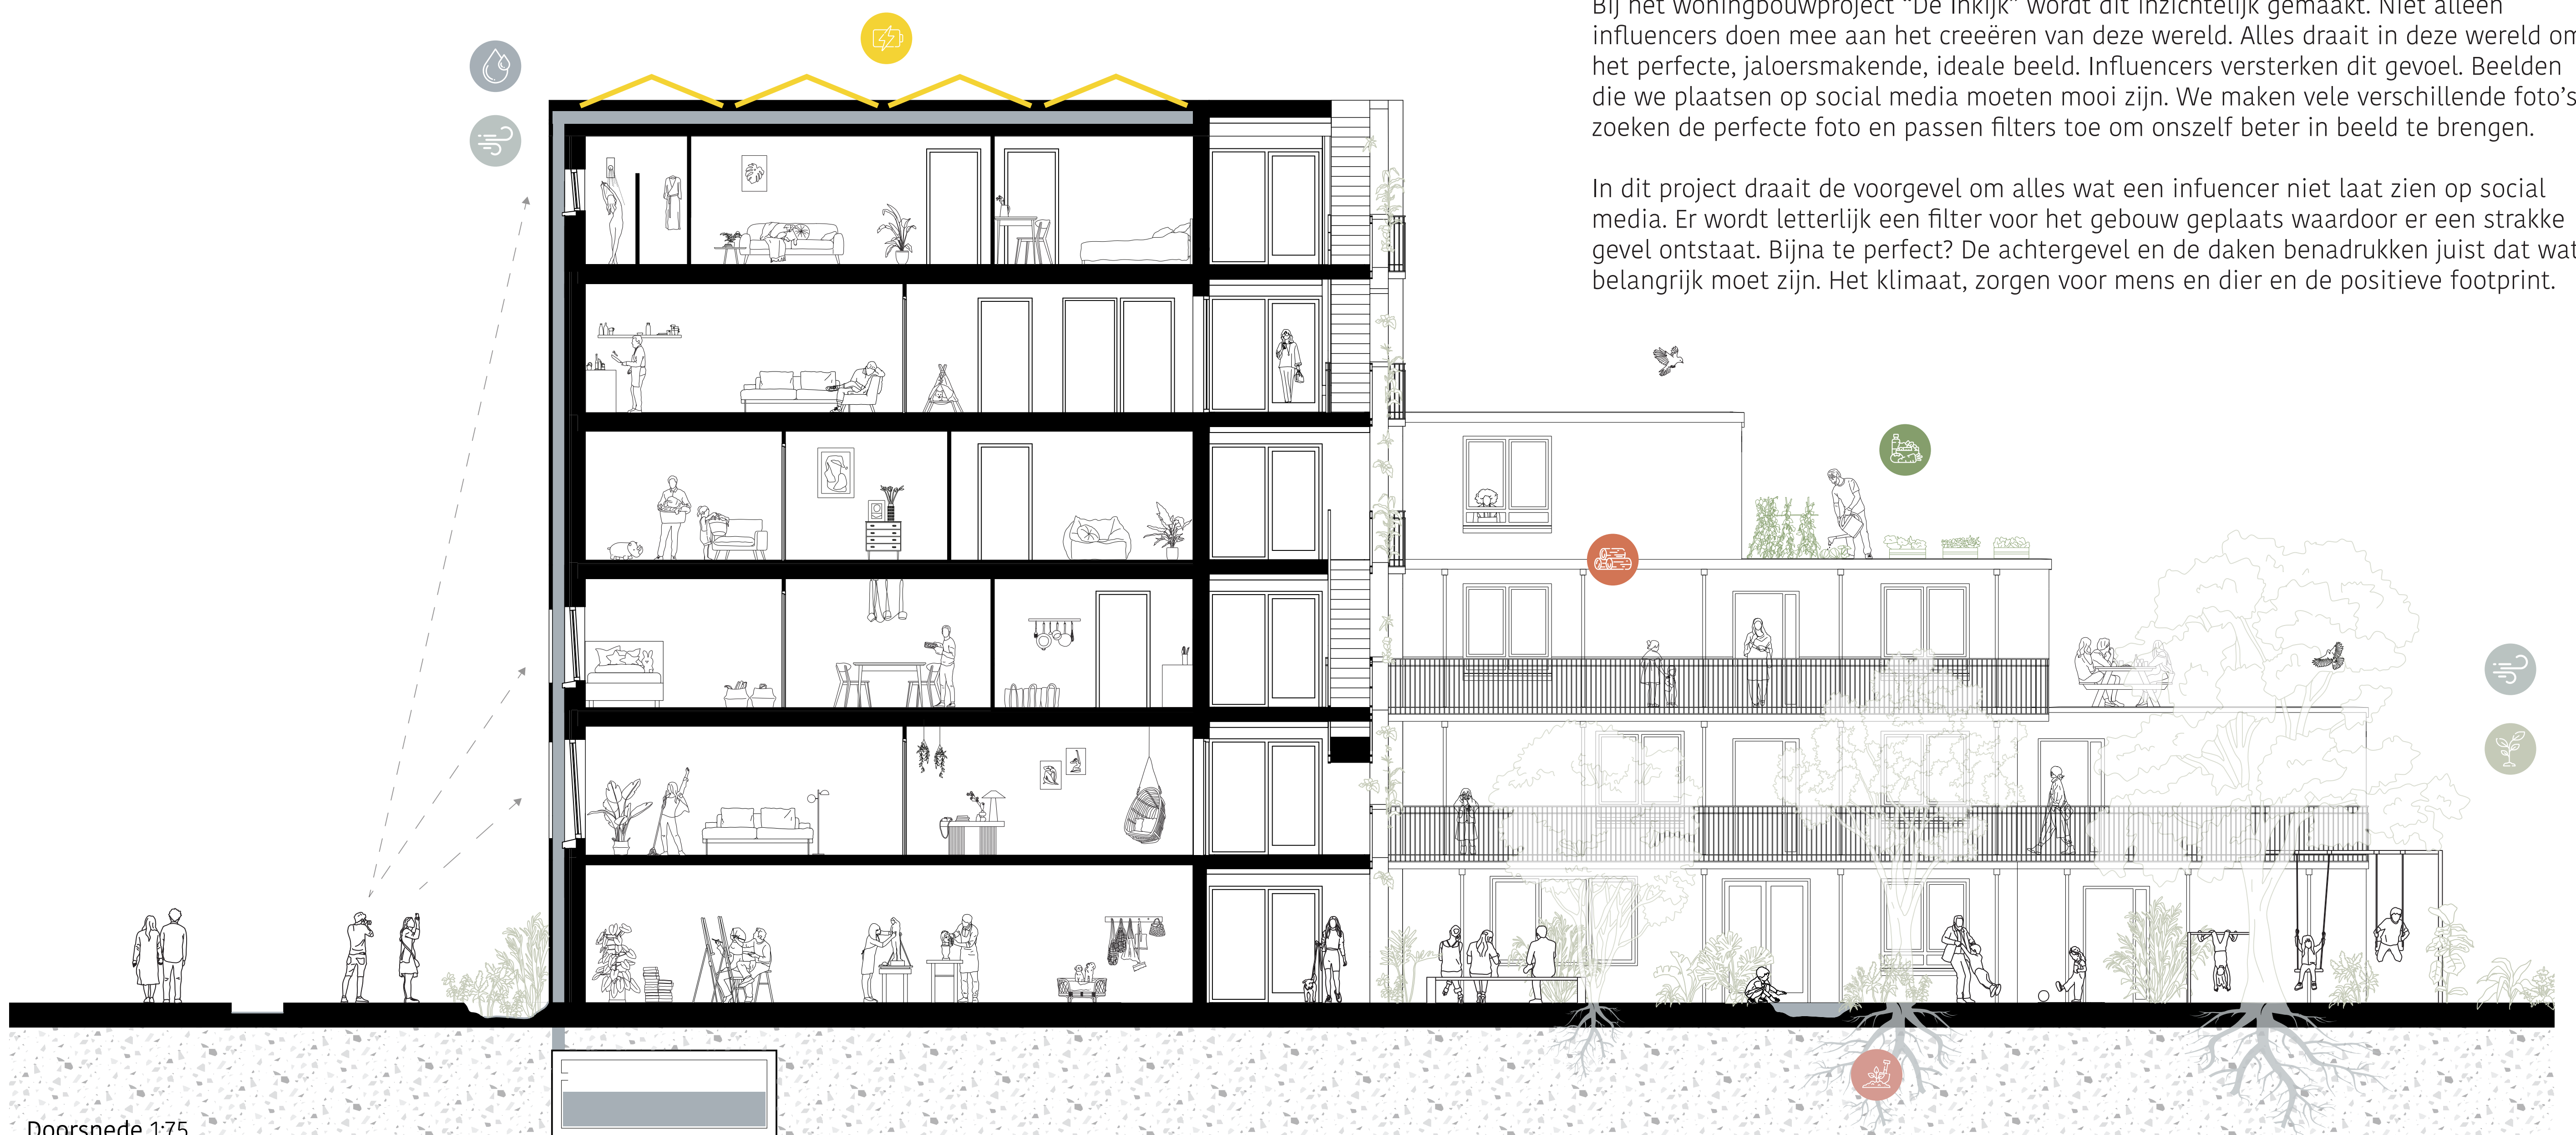 Bij het woningbouwproject "De Inkijk" wordt dit inzichtelijk gemaakt. Niet alleen
influencers doen mee aan het creeëren van deze wereld. Alles draait in deze wereld om
het perfecte, jaloersmakende, ideale beeld. Influencers versterken dit gevoel. Beelden
die we plaatsen op social media moeten mooi zijn. We maken vele verschillende foto's
zoeken de perfecte foto en passen filters toe om onszelf beter in beeld te brengen.
In dit project draait de voorgevel om alles wat een infuencer niet laat zien op social
media. Er wordt letterlijk een filter voor het gebouw geplaats waardoor er een strakke
gevel ontstaat. Bijna te perfect? De achtergevel en de daken benadrukken juist dat wat
belangrijk moet zijn. Het klimaat, zorgen voor mens en dier en de positieve footprint.
Doorsnede 1:75